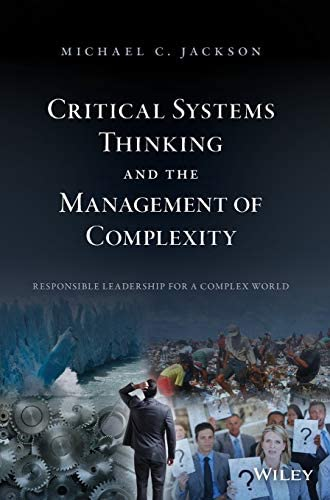 MICHAEL C. JACKSON
CRITICAL SYSTEMS
THINKING
AND THE
MANAGEMENT OF
COMPLEXITY
RESPONSIBLE LEADERSHIP FOR A COMPLEX WORLD
?
?
?
?
WILEY